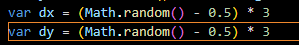 var dx = (Math.random() - 0.5) * 3
var dy = (Math.random() - 0.5) * 3